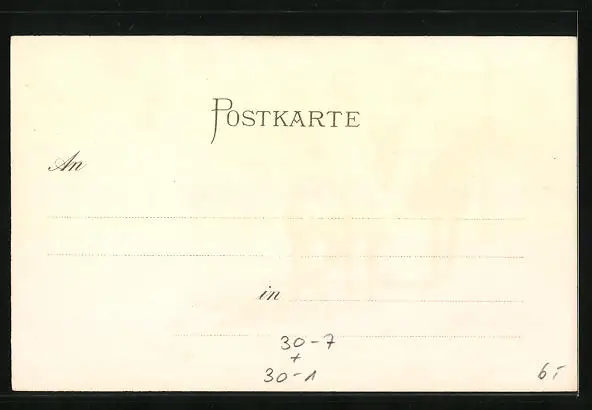 POSTKARTE
An
in
30-7
+
30-1
6,-